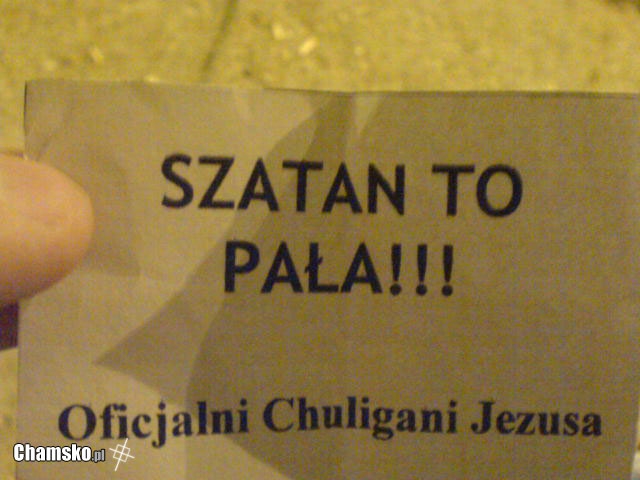 SZATAN TO
PAŁA!!!
Oficjalni Chuligani Jezusa
Chamsko.pl